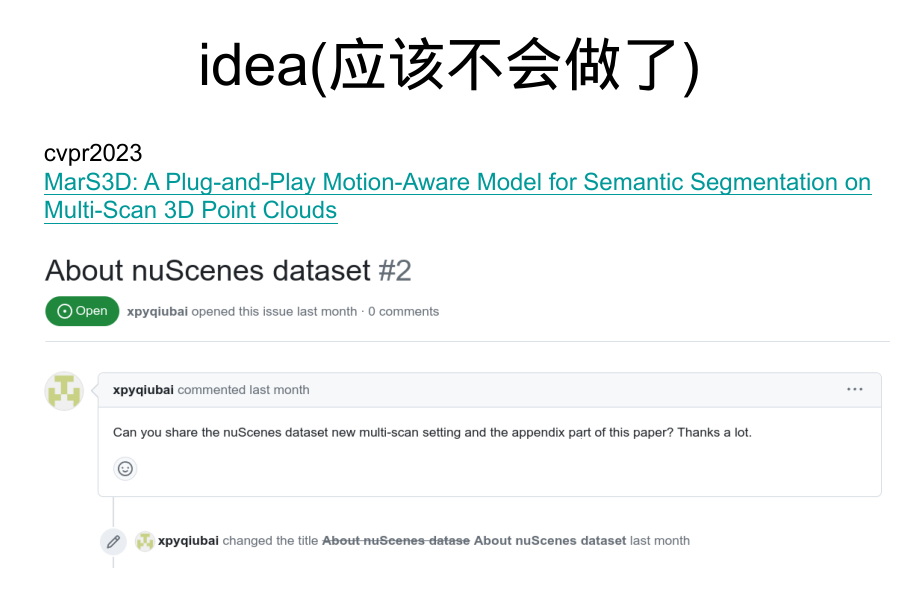 idea(应该不会做了)
cvpr2023
MarS3D: A Plug-and-Play Motion-Aware Model for Semantic Segmentation on
Multi-Scan 3D Point Clouds
About nuScenes dataset #2
Open xpyqiubai opened this issue last month · 0 comments
xpyqiubai commented last month ···
Can you share the nuScenes dataset new multi-scan setting and the appendix part of this paper? Thanks a lot.
xpyqiubai changed the title About nuScenes datase About nuScenes dataset last month